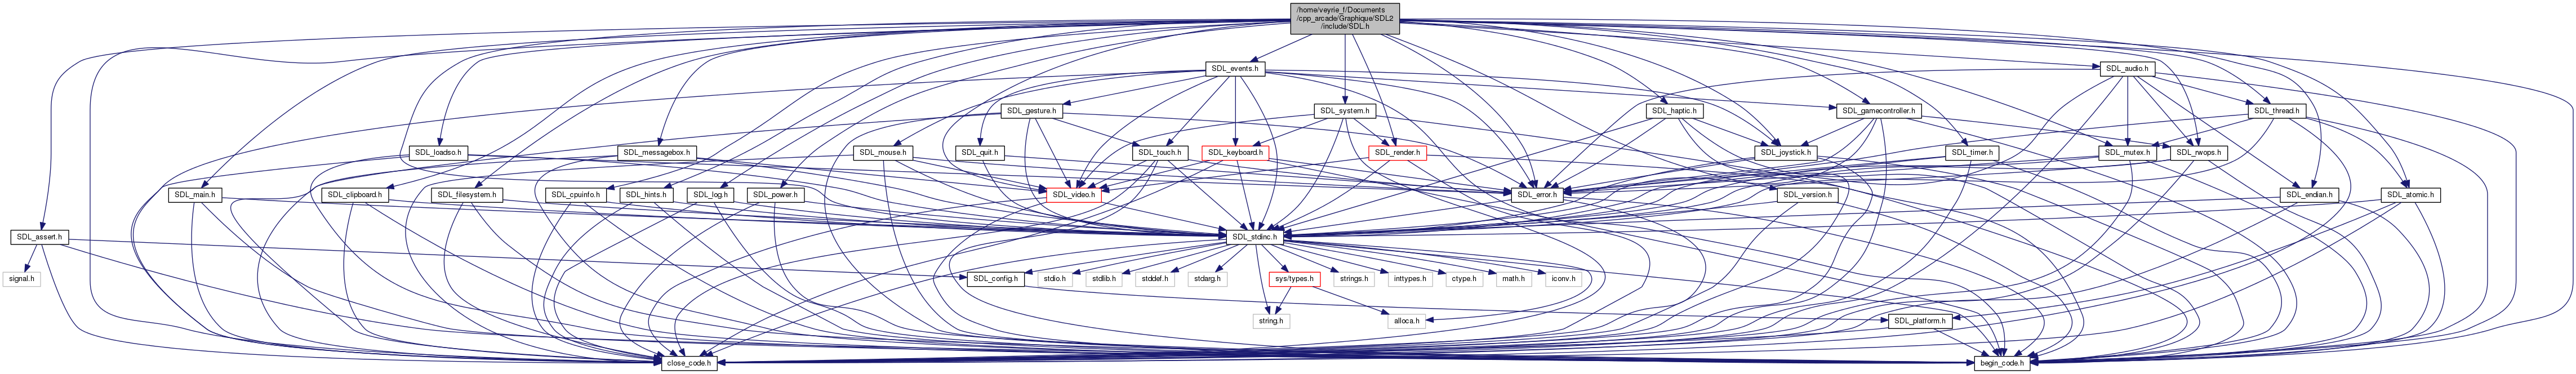 /home/veyrie_f/Documents
/cpp_arcade/Graphique/SDL2
/include/SDL.h
SDL_events.h
SDL_audio.h
SDL_gesture.h
SDL_system.h
SDL_haptic.h
SDL_gamecontroller.h
SDL_thread.h
SDL_loadso.h
SDL_messagebox.h
SDL_mouse.h
SDL_quit.h
SDL_touch.h
SDL_keyboard.h
SDL_render.h
SDL_joystick.h
SDL_timer.h
SDL_mutex.h
SDL_rwops.h
SDL_main.h
SDL_clipboard.h
SDL_filesystem.h
SDL_cpuinfo.h
SDL_hints.h
SDL_log.h
SDL_power.h
SDL_video.h
SDL_error.h
SDL_version.h
SDL_endian.h
SDL_atomic.h
SDL_assert.h
SDL_stdinc.h
signal.h
SDL_config.h
stdio.h
stdlib.h
stddef.h
stdarg.h
sys/types.h
strings.h
inttypes.h
ctype.h
math.h
iconv.h
string.h
alloca.h
SDL_platform.h
close_code.h
begin_code.h